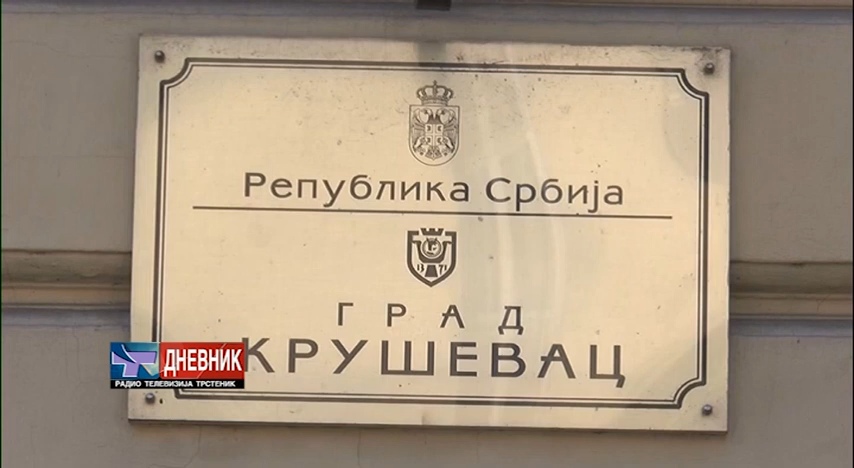 Република Србија
ГРАД
КРУШЕВАЦ
ДНЕВНИК
РАДИО ТЕЛЕВИЗИЈА ТРСТЕНИК